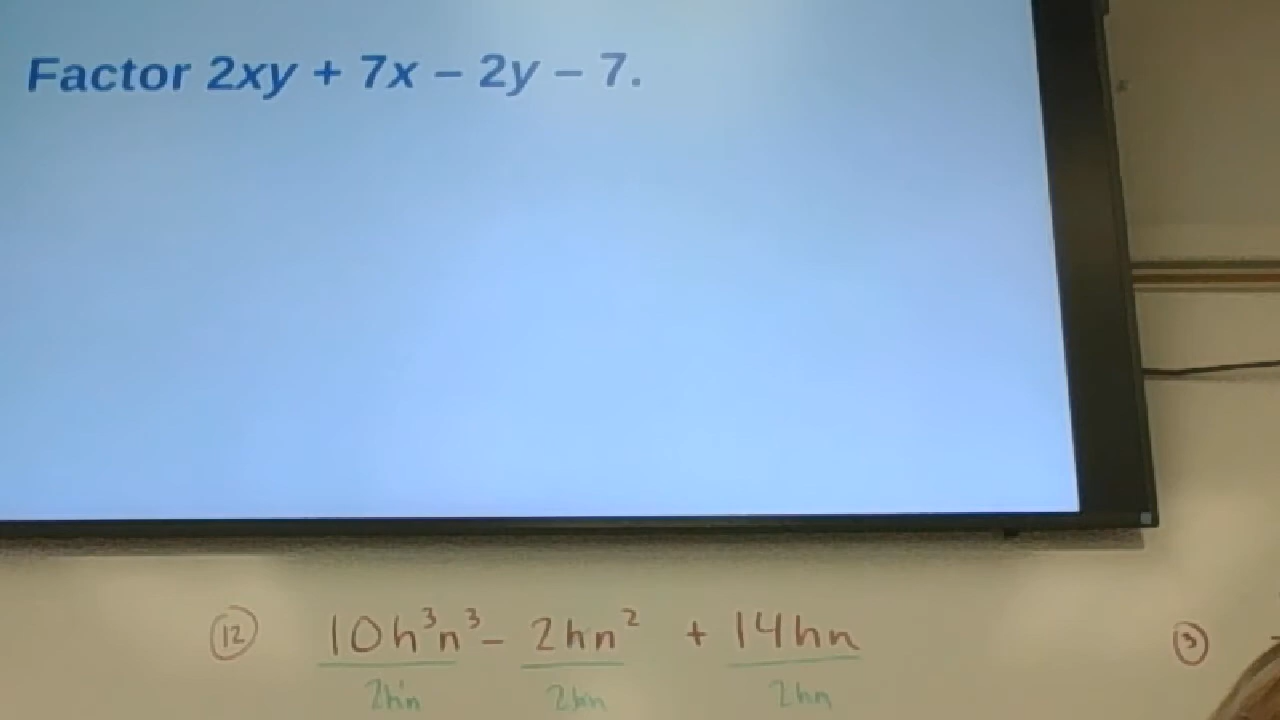 Factor 2xy + 7x – 2y – 7.
12 10h³n³ – 2hn² + 14hn 3
2hn 2hn 2hn